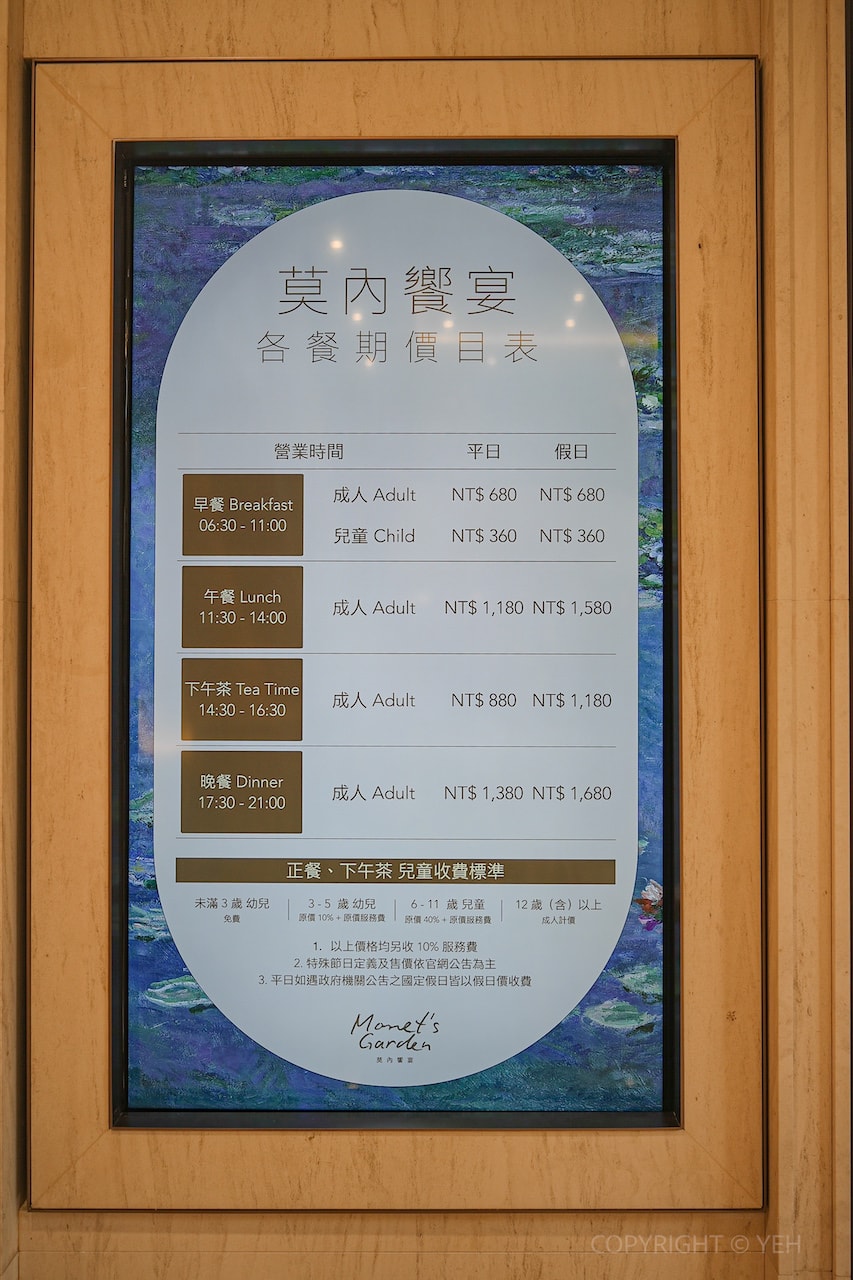 莫內饗宴
各餐期價目表
營業時間 平日 假日
早餐 Breakfast
06:30 - 11:00
成人 Adult NT$ 680 NT$ 680
兒童 Child NT$ 360 NT$ 360
午餐 Lunch
11:30 - 14:00
成人 Adult NT$ 1,180 NT$ 1,580
下午茶 Tea Time
14:30 - 16:30
成人 Adult NT$ 880 NT$ 1,180
晚餐 Dinner
17:30 - 21:00
成人 Adult NT$ 1,380 NT$ 1,680
正餐、下午茶 兒童收費標準
未滿 3 歲 幼兒
免費
3 - 5 歲 幼兒
原價 10% + 原價服務費
6 - 11 歲 兒童
原價 40% + 原價服務費
12 歲（含）以上
成人計價
1. 以上價格均另收 10% 服務費
2. 特殊節日定義及售價依官網公告為主
3. 平日如遇政府機關公告之國定假日皆以假日價收費
Monet's
Garden
莫內饗宴
COPYRIGHT © YEH